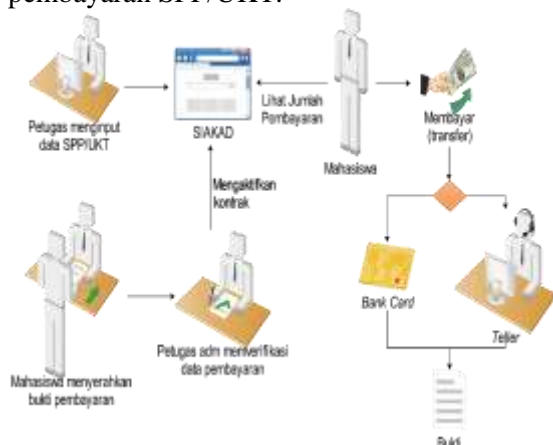 pembayaran SPP/UKT.
Petugas menginput
data SPP/UKT
SIAKAD
Lihat Jumlah
Pembayaran
Mahasiswa
Membayar
(transfer)
Mengaktifkan
kontrak
Bank Card
Teller
Petugas adm memverifikasi
data pembayaran
Mahasiswa menyerahkan
bukti pembayaran
Bukti